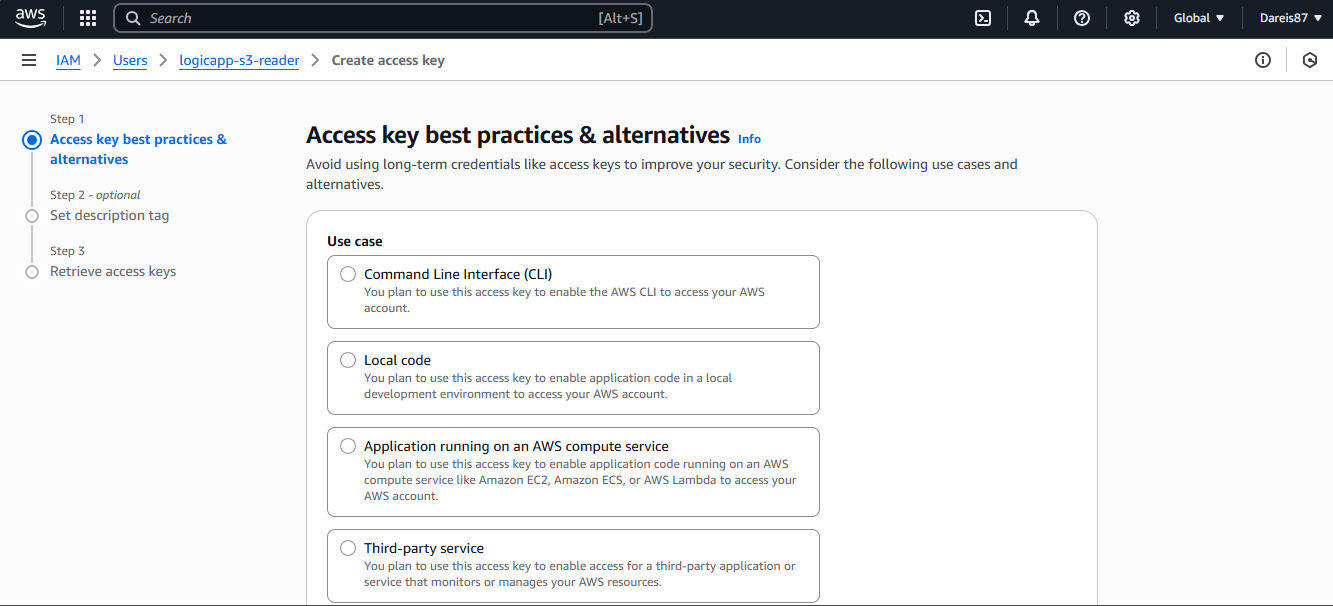 aws
Search [Alt+S]
Global ▼ Dareis87 ▼
IAM > Users > logicapp-s3-reader > Create access key
Step 1
Access key best practices &
alternatives
Step 2 - optional
Set description tag
Step 3
Retrieve access keys
Access key best practices & alternatives Info
Avoid using long-term credentials like access keys to improve your security. Consider the following use cases and
alternatives.
Use case
Command Line Interface (CLI)
You plan to use this access key to enable the AWS CLI to access your AWS
account.
Local code
You plan to use this access key to enable application code in a local
development environment to access your AWS account.
Application running on an AWS compute service
You plan to use this access key to enable application code running on an AWS
compute service like Amazon EC2, Amazon ECS, or AWS Lambda to access your
AWS account.
Third-party service
You plan to use this access key to enable access for a third-party application or
service that monitors or manages your AWS resources.